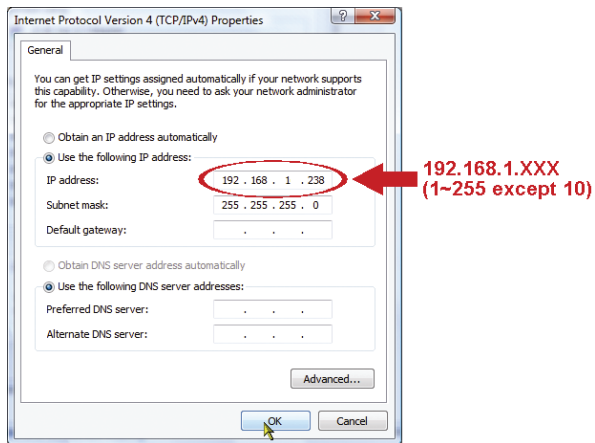 Internet Protocol Version 4 (TCP/IPv4) Properties
General
You can get IP settings assigned automatically if your network supports
this capability. Otherwise, you need to ask your network administrator
for the appropriate IP settings.
Obtain an IP address automatically
Use the following IP address:
IP address: 192 . 168 . 1 . 238
192.168.1.XXX
(1~255 except 10)
Subnet mask: 255 . 255 . 255 . 0
Default gateway: . . .
Obtain DNS server address automatically
Use the following DNS server addresses:
Preferred DNS server: . . .
Alternate DNS server: . . .
Advanced...
OK Cancel